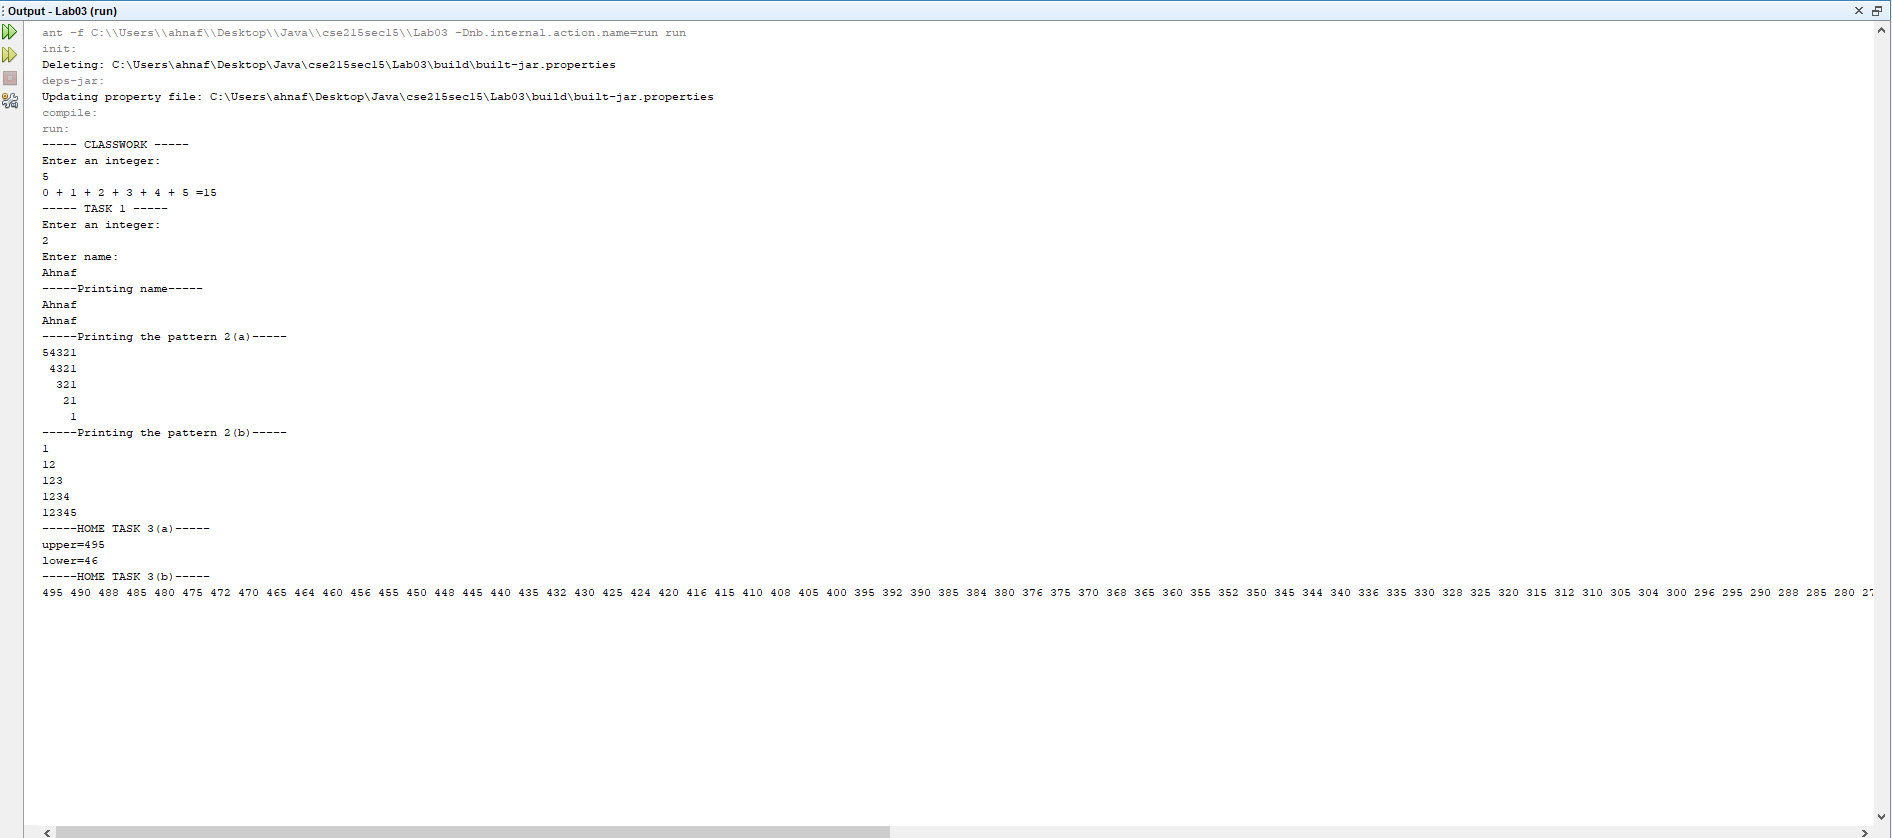 Output - Lab03 (run)
ant -f C:\\Users\\ahnaf\\Desktop\\Java\\cse215sec15\\Lab03 -Dnb.internal.action.name=run run
init:
Deleting: C:\Users\ahnaf\Desktop\Java\cse215sec15\Lab03\build\built-jar.properties
deps-jar:
Updating property file: C:\Users\ahnaf\Desktop\Java\cse215sec15\Lab03\build\built-jar.properties
compile:
run:
----- CLASSWORK -----
Enter an integer:
5
0 + 1 + 2 + 3 + 4 + 5 =15
----- TASK 1 -----
Enter an integer:
2
Enter name:
Ahnaf
-----Printing name-----
Ahnaf
Ahnaf
-----Printing the pattern 2(a)-----
54321
 4321
  321
   21
    1
-----Printing the pattern 2(b)-----
1
12
123
1234
12345
-----HOME TASK 3(a)-----
upper=495
lower=46
-----HOME TASK 3(b)-----
495 490 488 485 480 475 472 470 465 464 460 456 455 450 448 445 440 435 432 430 425 424 420 416 415 410 408 405 400 395 392 390 385 384 380 376 375 370 368 365 360 355 352 350 345 344 340 336 335 330 328 325 320 315 312 310 305 304 300 296 295 290 288 285 280